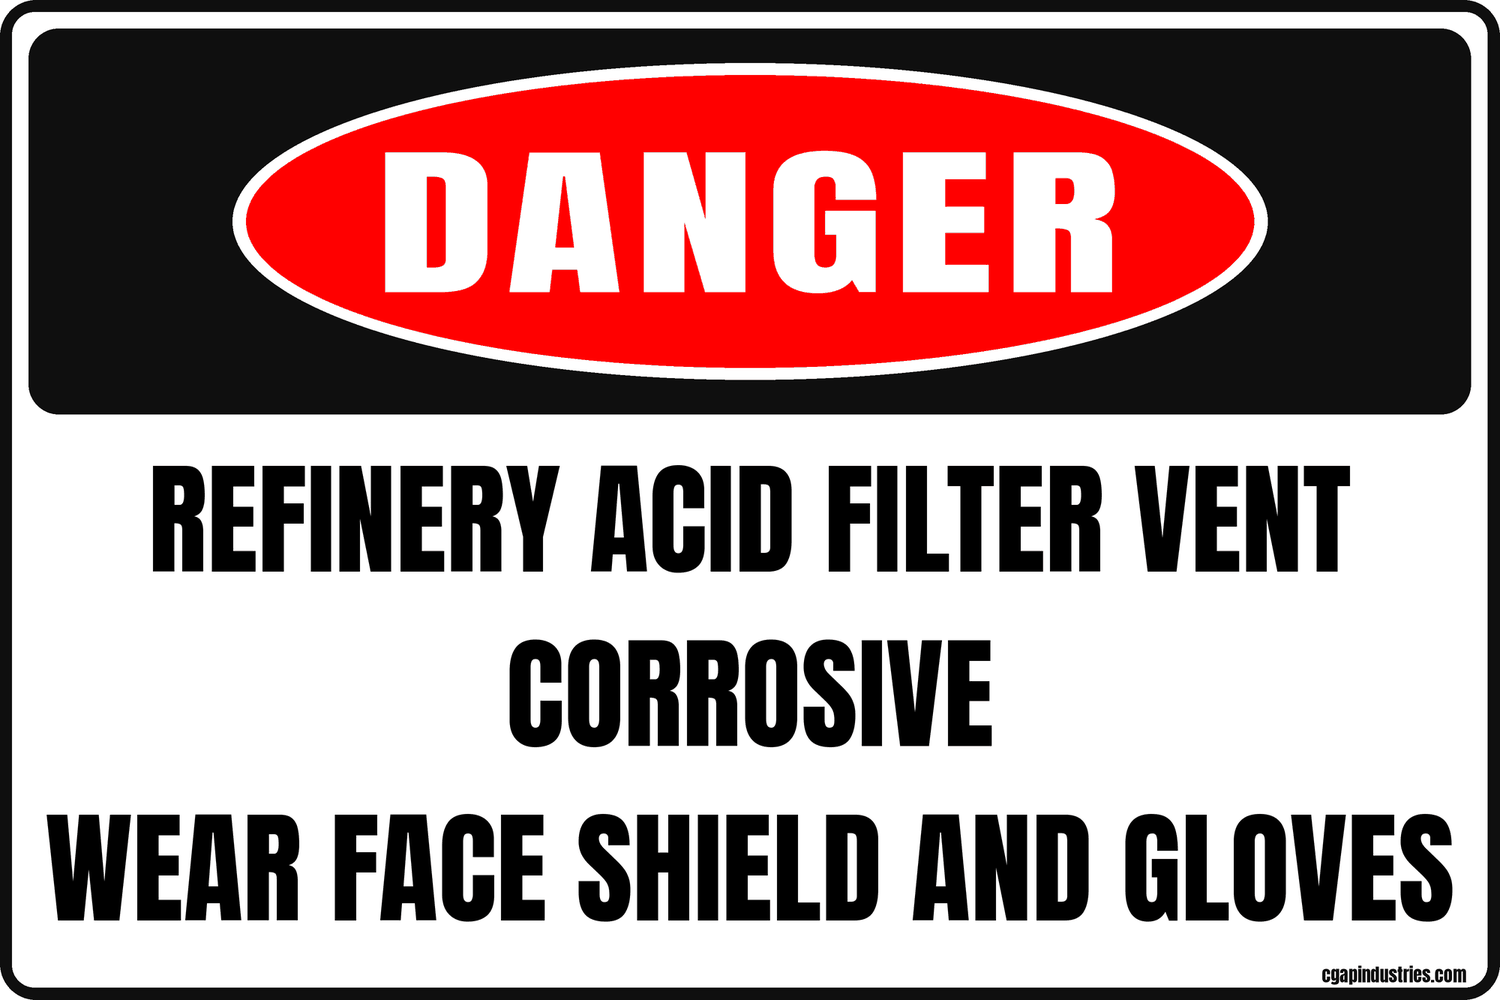 DANGER
REFINERY ACID FILTER VENT
CORROSIVE
WEAR FACE SHIELD AND GLOVES
cgapindustries.com